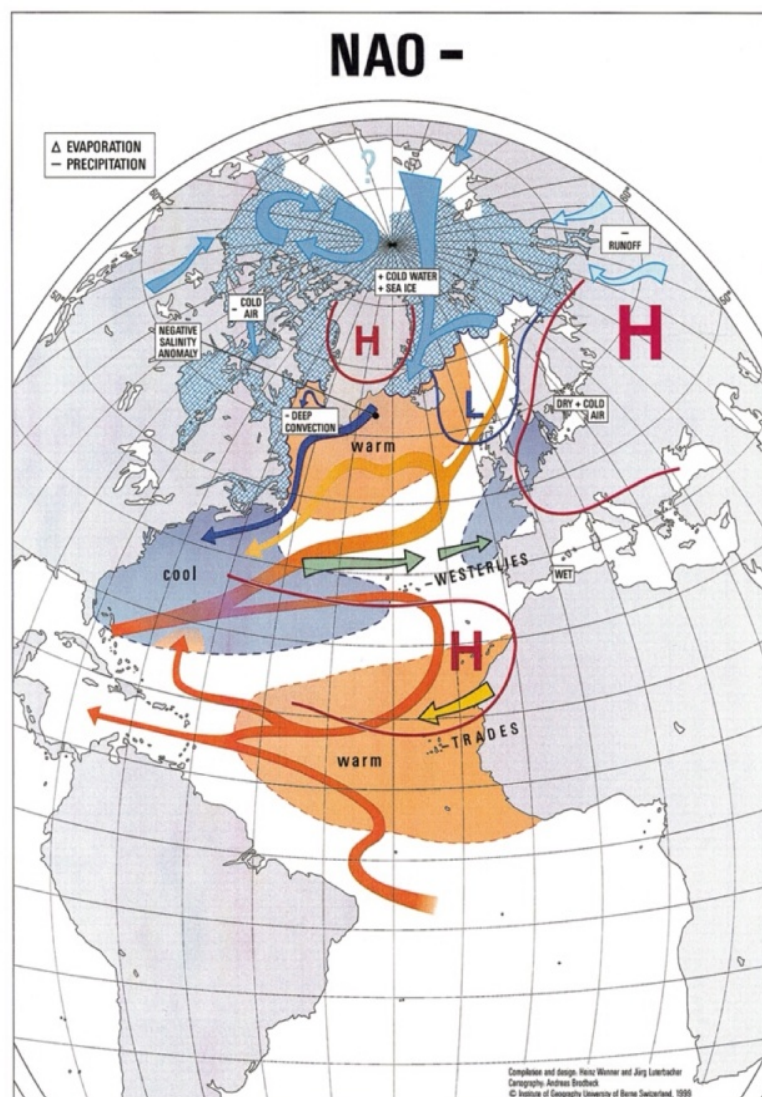 NAO -
△ EVAPORATION
– PRECIPITATION
?
–
RUNOFF
+ COLD WATER
+ SEA ICE
– COLD
AIR
NEGATIVE
SALINITY
ANOMALY
H
H
L
DRY + COLD
AIR
– DEEP
CONVECTION
warm
cool
WESTERLIES
WET
H
TRADES
warm
Compilation and design: Heinz Wanner and Jürg Luterbacher
Cartography: Andreas Brodbeck
© Institute of Geography University of Berne Switzerland, 1999